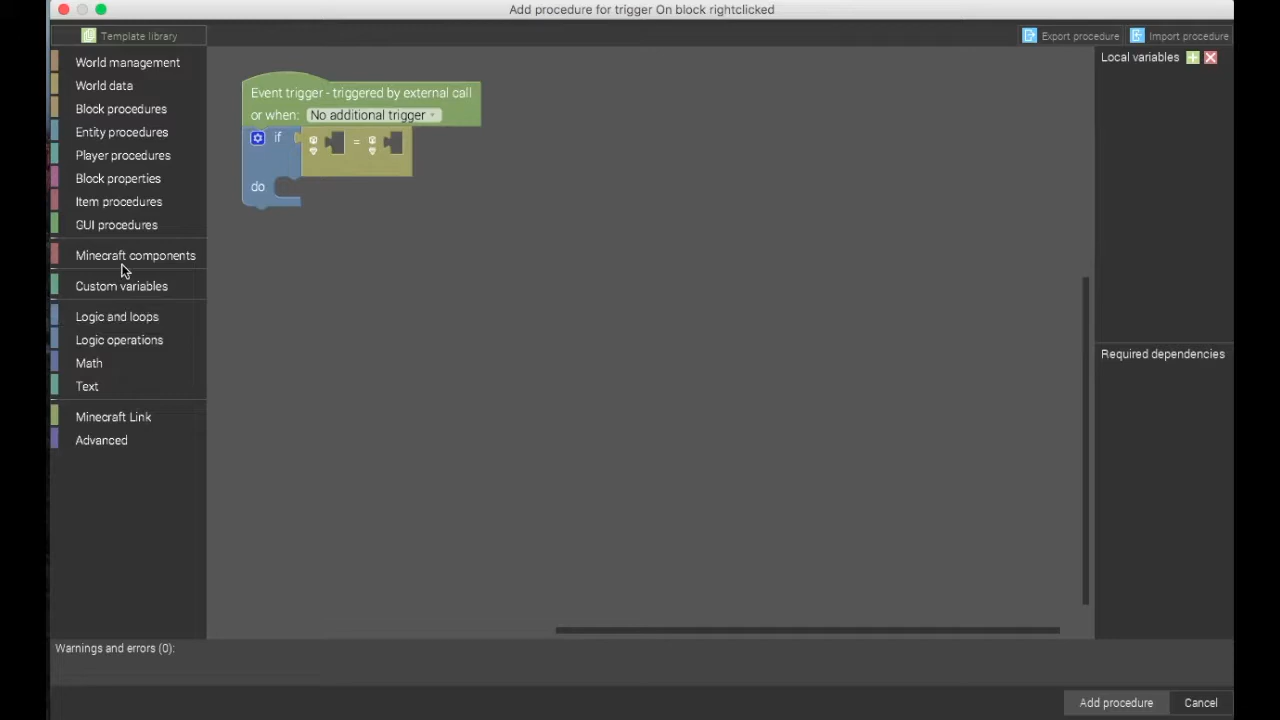 Add procedure for trigger On block rightclicked
Template library
Export procedure
Import procedure
World management
World data
Block procedures
Entity procedures
Player procedures
Block properties
Item procedures
GUI procedures
Minecraft components
Custom variables
Logic and loops
Logic operations
Math
Text
Minecraft Link
Advanced
Event trigger - triggered by external call
or when: No additional trigger
if
=
do
Local variables
Required dependencies
Warnings and errors (0):
Add procedure
Cancel